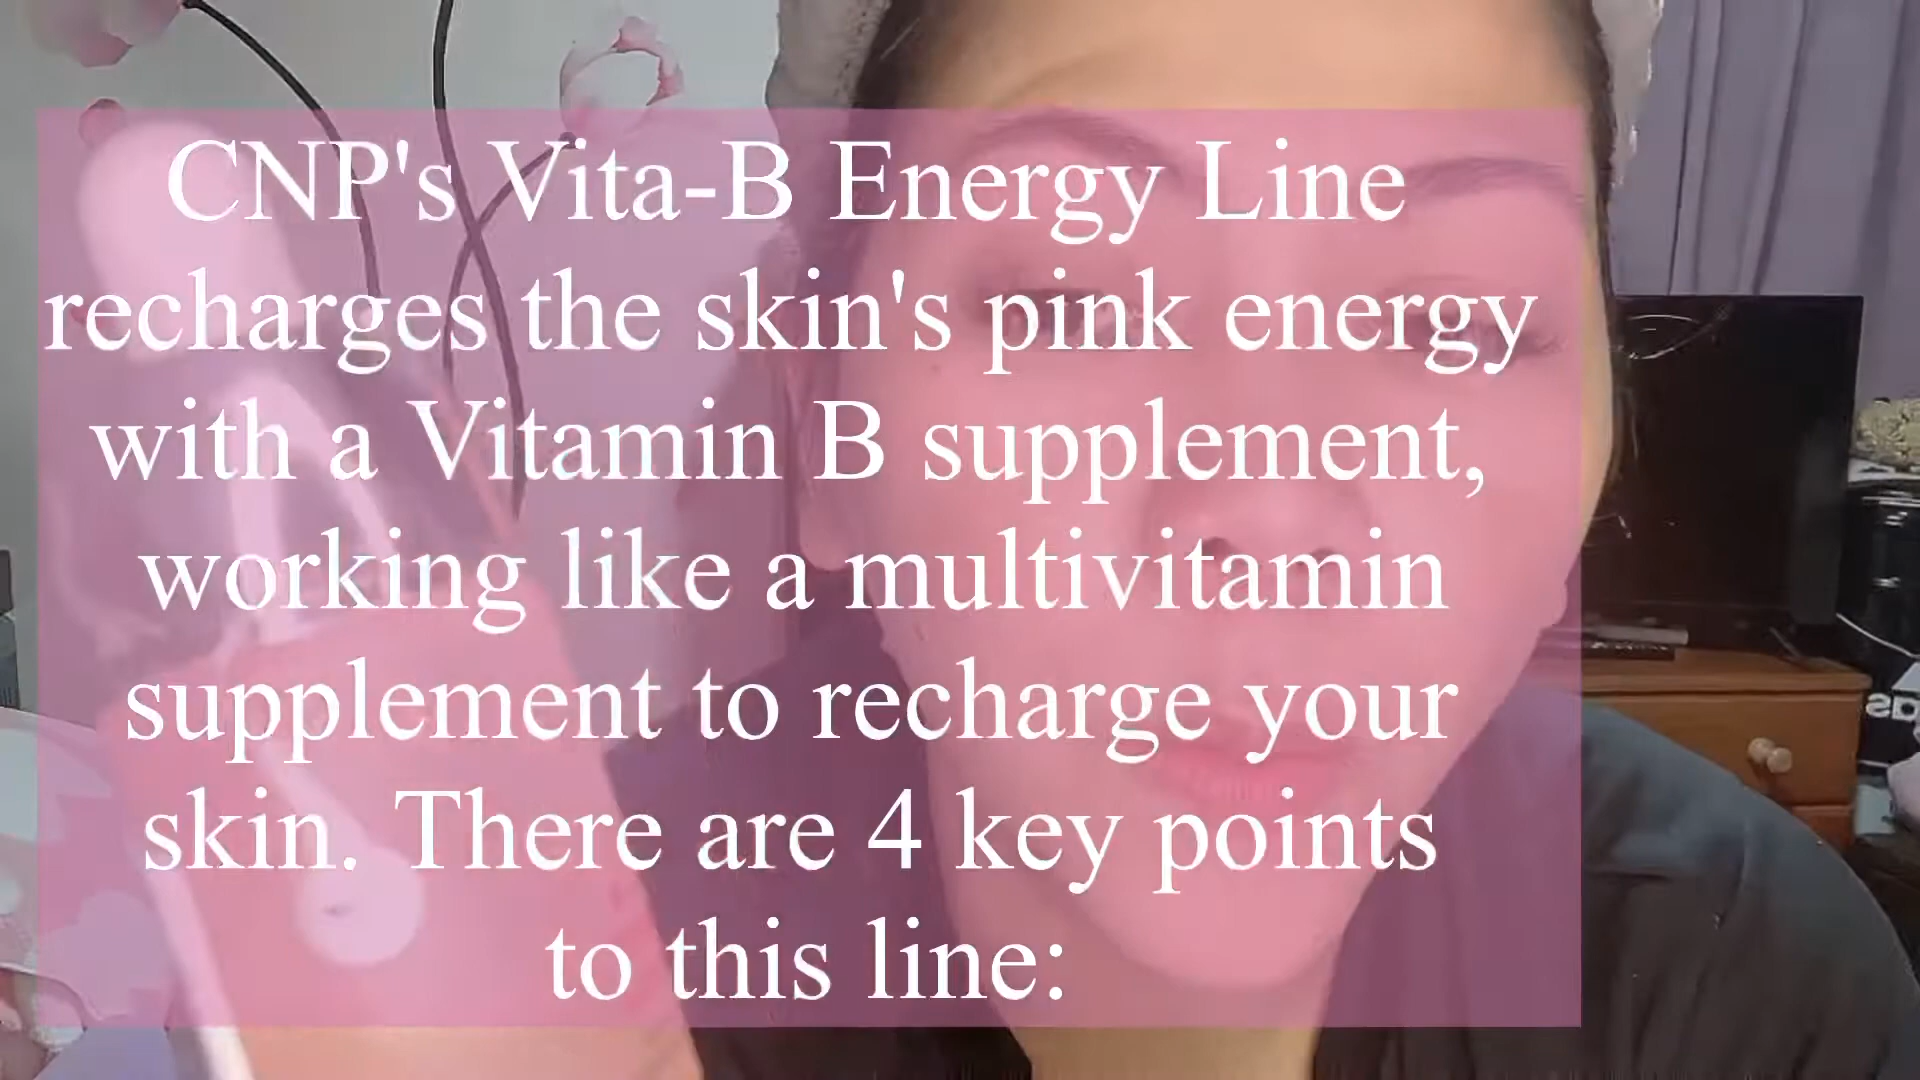 CNP's Vita-B Energy Line
recharges the skin's pink energy
with a Vitamin B supplement,
working like a multivitamin
supplement to recharge your
skin. There are 4 key points
to this line: